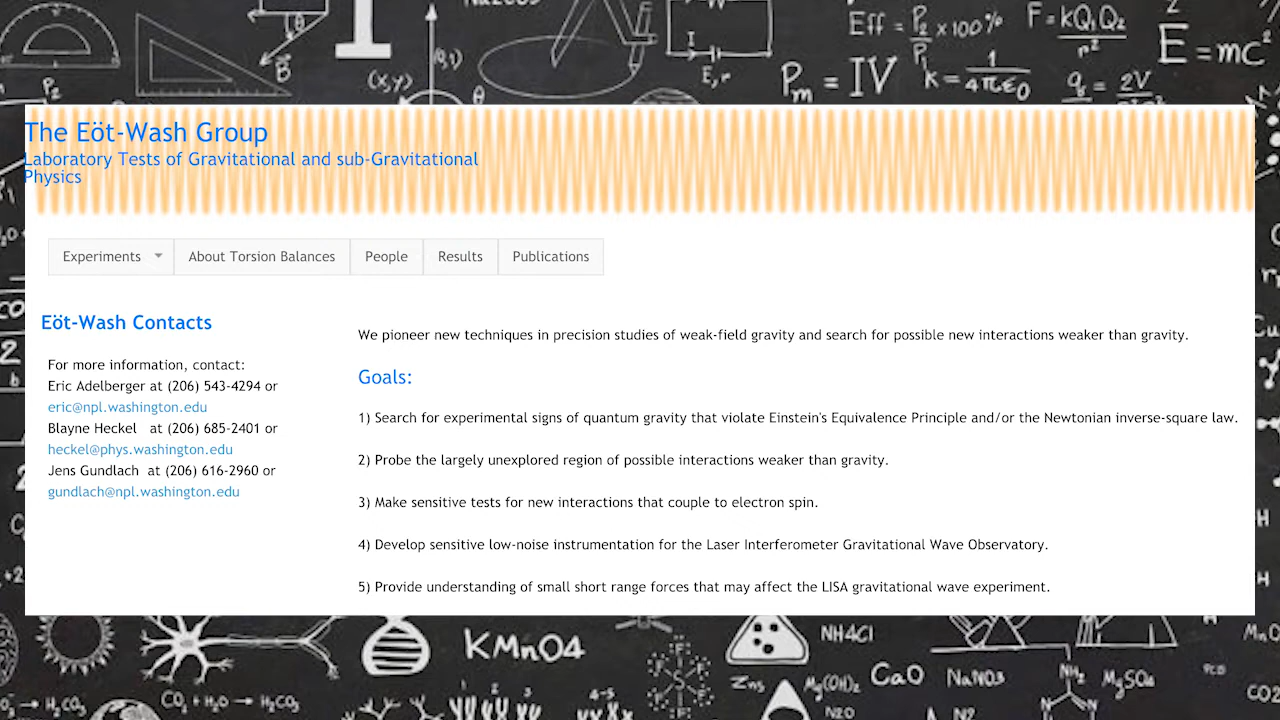 Eff = P2/P1 x 100%
F = kQ1Q2/r²
E = mc²
(x,y)
θ
B
I
E, r
Pm = IV
k = 1/4πε0
P2
The Eöt-Wash Group
Laboratory Tests of Gravitational and sub-Gravitational
Physics
Experiments
About Torsion Balances
People
Results
Publications
Eöt-Wash Contacts
For more information, contact:
Eric Adelberger at (206) 543-4294 or
eric@npl.washington.edu
Blayne Heckel at (206) 685-2401 or
heckel@phys.washington.edu
Jens Gundlach at (206) 616-2960 or
gundlach@npl.washington.edu
We pioneer new techniques in precision studies of weak-field gravity and search for possible new interactions weaker than gravity.
Goals:
1) Search for experimental signs of quantum gravity that violate Einstein's Equivalence Principle and/or the Newtonian inverse-square law.
2) Probe the largely unexplored region of possible interactions weaker than gravity.
3) Make sensitive tests for new interactions that couple to electron spin.
4) Develop sensitive low-noise instrumentation for the Laser Interferometer Gravitational Wave Observatory.
5) Provide understanding of small short range forces that may affect the LISA gravitational wave experiment.
KMnO4
NH4Cl
Zns
Mg(OH)2
CaO
NaNO3
NH2
MgSO4
CO2 + H2O → H2CO3
N2O
N2
CO2